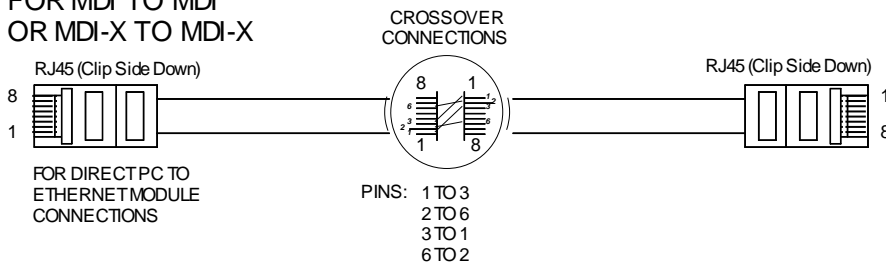 FOR MDI TO MDI
OR MDI-X TO MDI-X
CROSSOVER
CONNECTIONS
RJ45 (Clip Side Down)
RJ45 (Clip Side Down)
8
1
8 1
6
3
2 1
1 2
3
6
1 8
1
8
FOR DIRECT PC TO
ETHERNET MODULE
CONNECTIONS
PINS: 1 TO 3
2 TO 6
3 TO 1
6 TO 2